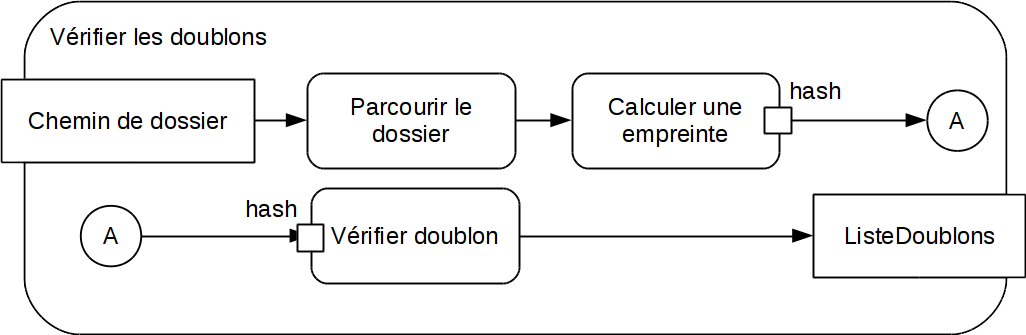 Vérifier les doublons
Chemin de dossier
Parcourir le
dossier
Calculer une
empreinte
hash
A
A
hash
Vérifier doublon
ListeDoublons